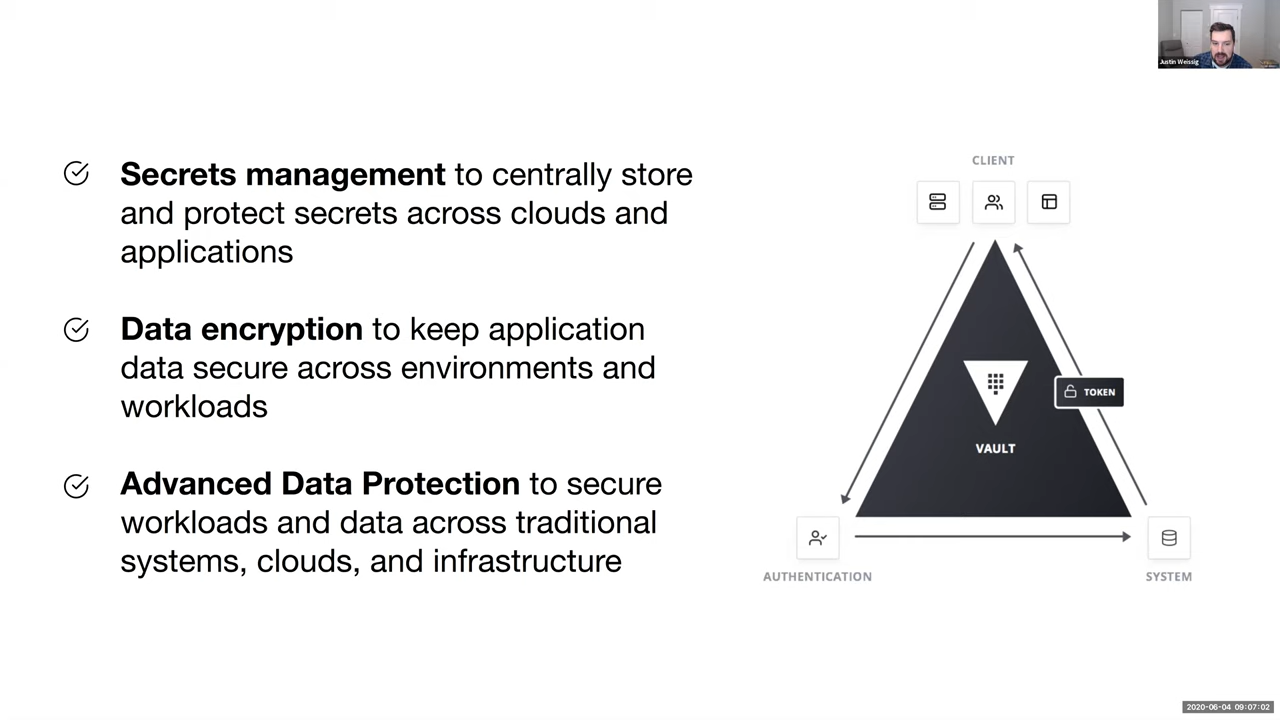 Justin Weissig
Secrets management to centrally store
and protect secrets across clouds and
applications
Data encryption to keep application
data secure across environments and
workloads
Advanced Data Protection to secure
workloads and data across traditional
systems, clouds, and infrastructure
CLIENT
TOKEN
VAULT
AUTHENTICATION
SYSTEM
2020-06-04 09:07:02